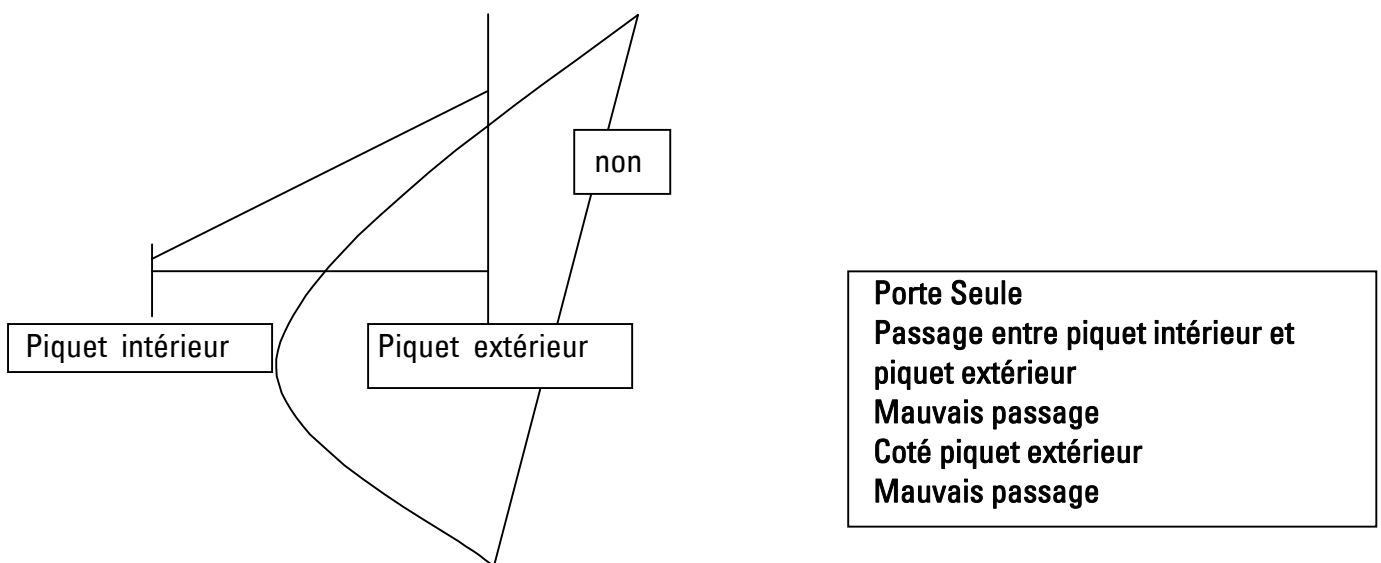 non
Piquet intérieur
Piquet extérieur
Porte Seule
Passage entre piquet intérieur et
piquet extérieur
Mauvais passage
Coté piquet extérieur
Mauvais passage